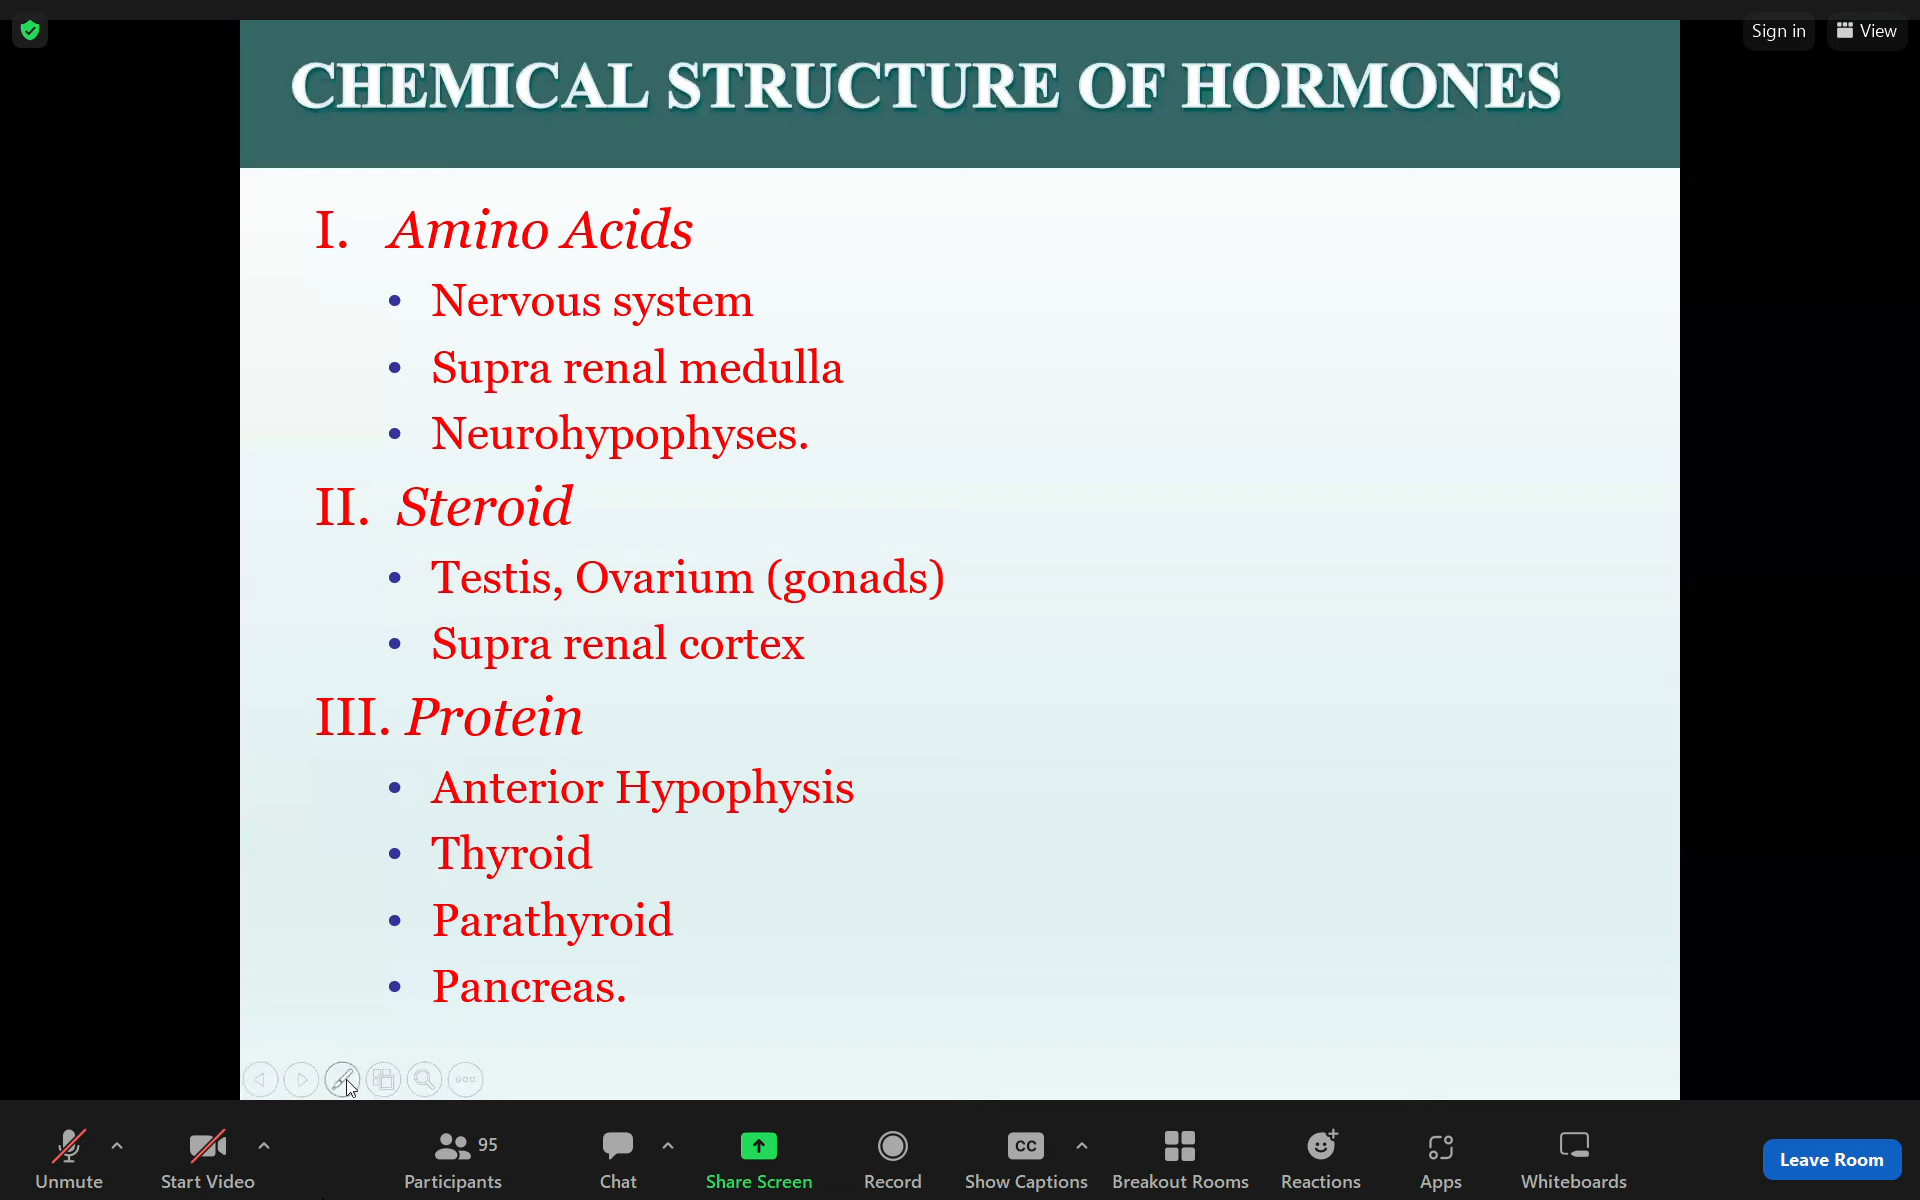 Sign in
View
CHEMICAL STRUCTURE OF HORMONES
I. Amino Acids
• Nervous system
• Supra renal medulla
• Neurohypophyses.
II. Steroid
• Testis, Ovarium (gonads)
• Supra renal cortex
III. Protein
• Anterior Hypophysis
• Thyroid
• Parathyroid
• Pancreas.
95
CC
Unmute
Start Video
Participants
Chat
Share Screen
Record
Show Captions
Breakout Rooms
Reactions
Apps
Whiteboards
Leave Room